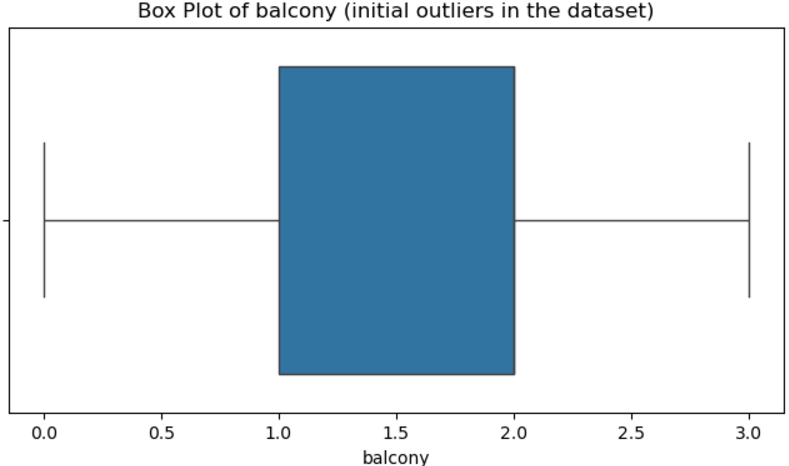 Box Plot of balcony (initial outliers in the dataset)
0.0 0.5 1.0 1.5 2.0 2.5 3.0
balcony